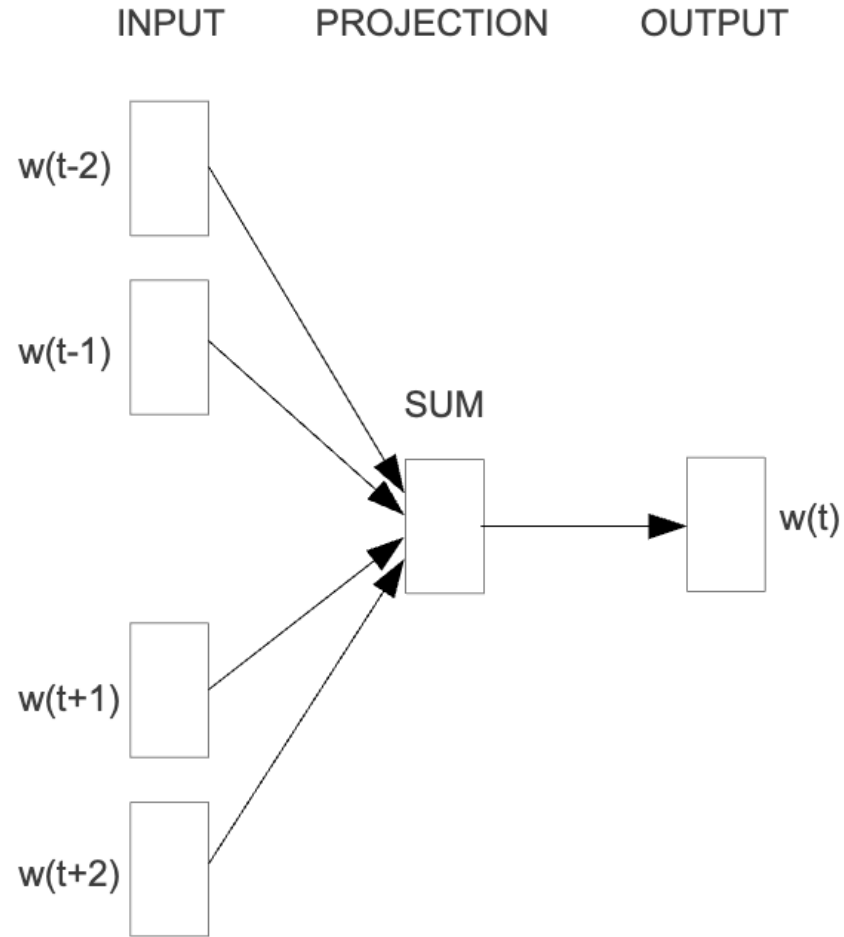 INPUT PROJECTION OUTPUT
w(t-2)
w(t-1)
SUM
w(t)
w(t+1)
w(t+2)